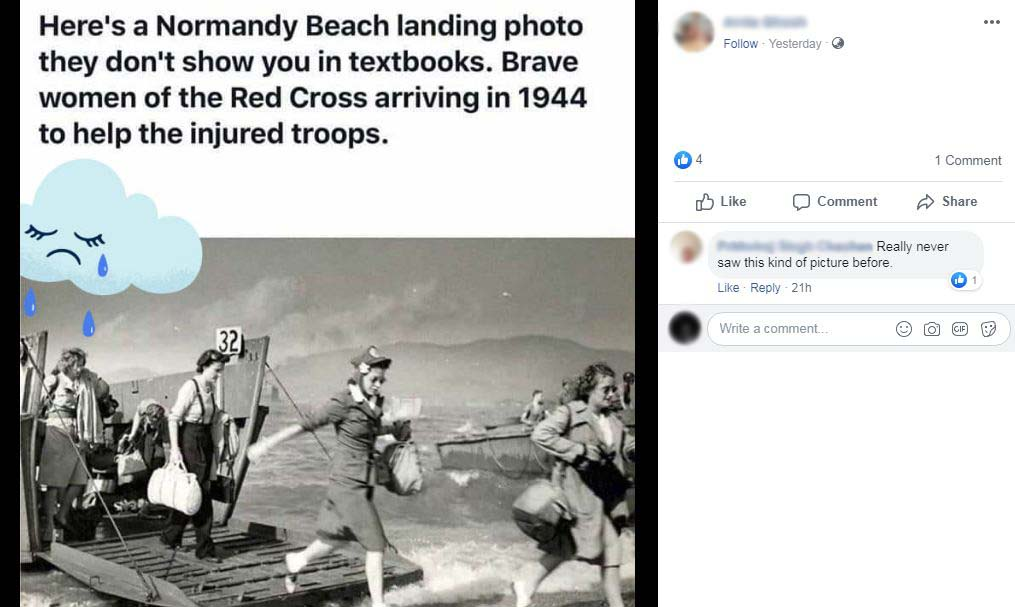 Here's a Normandy Beach landing photo
they don't show you in textbooks. Brave
women of the Red Cross arriving in 1944
to help the injured troops.
32
Follow · Yesterday ·
4
1 Comment
Like
Comment
Share
Really never
saw this kind of picture before.
1
Like · Reply · 21h
Write a comment...
GIF